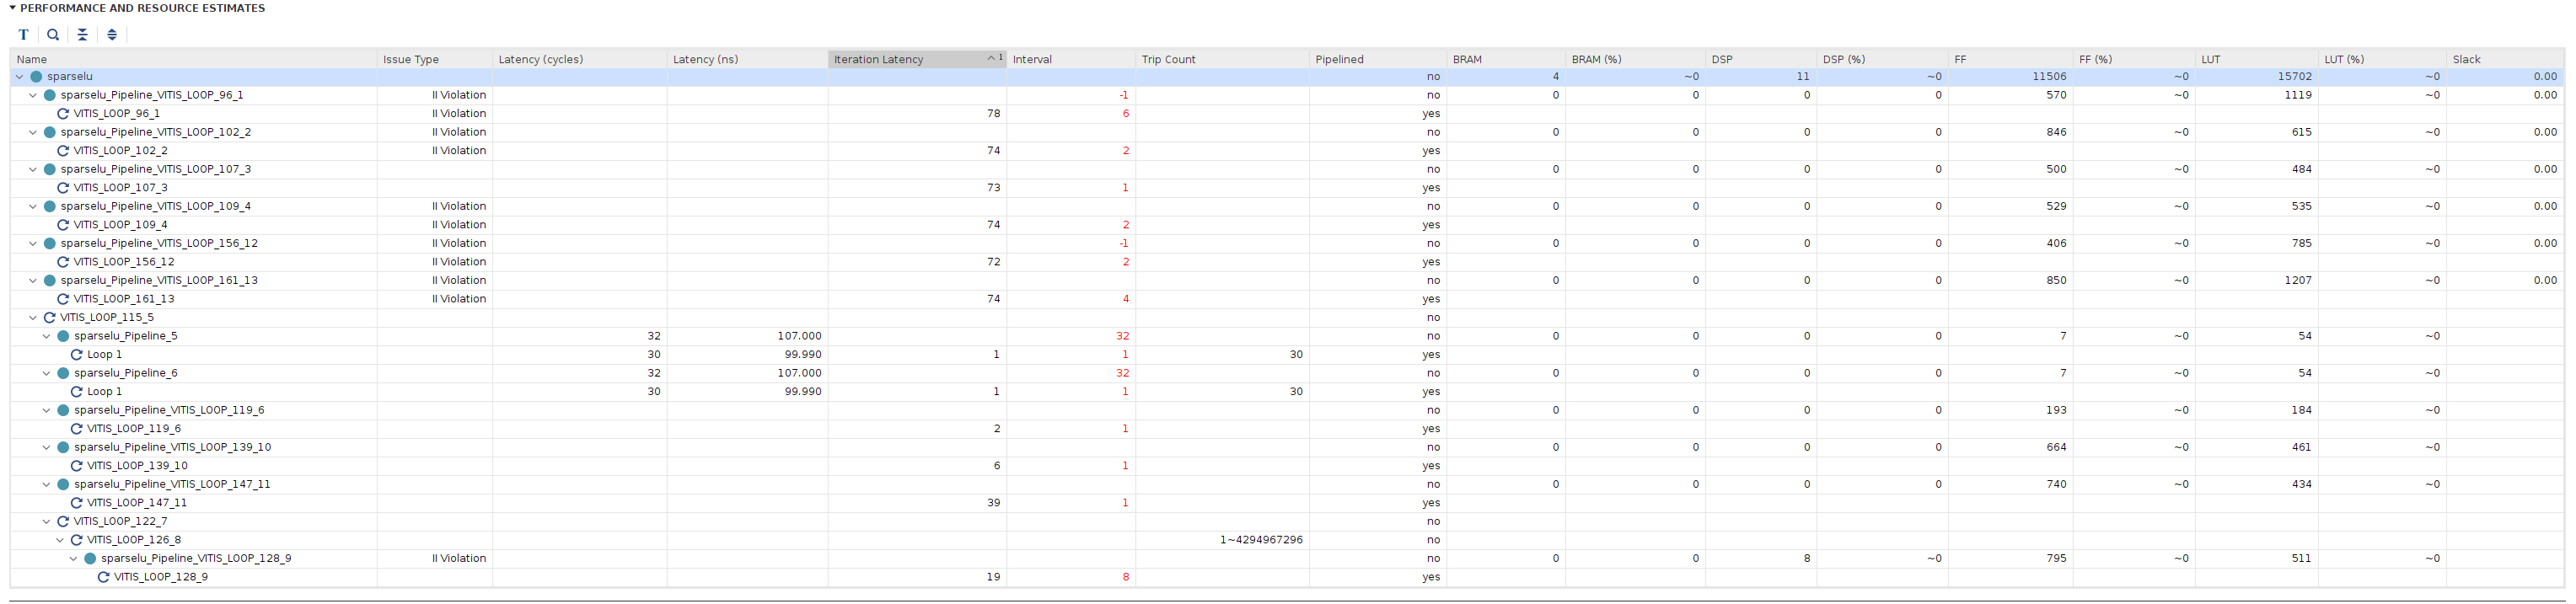 PERFORMANCE AND RESOURCE ESTIMATES
T
Name Issue Type Latency (cycles) Latency (ns) Iteration Latency 1 Interval Trip Count Pipelined BRAM BRAM (%) DSP DSP (%) FF FF (%) LUT LUT (%) Slack
sparselu no 4 ~0 11 ~0 11506 ~0 15702 ~0 0.00
sparselu_Pipeline_VITIS_LOOP_96_1 II Violation -1 no 0 0 0 0 570 ~0 1119 ~0 0.00
VITIS_LOOP_96_1 II Violation 78 6 yes
sparselu_Pipeline_VITIS_LOOP_102_2 II Violation no 0 0 0 0 846 ~0 615 ~0 0.00
VITIS_LOOP_102_2 II Violation 74 2 yes
sparselu_Pipeline_VITIS_LOOP_107_3 no 0 0 0 0 500 ~0 484 ~0 0.00
VITIS_LOOP_107_3 73 1 yes
sparselu_Pipeline_VITIS_LOOP_109_4 II Violation no 0 0 0 0 529 ~0 535 ~0 0.00
VITIS_LOOP_109_4 II Violation 74 2 yes
sparselu_Pipeline_VITIS_LOOP_156_12 II Violation -1 no 0 0 0 0 406 ~0 785 ~0 0.00
VITIS_LOOP_156_12 II Violation 72 2 yes
sparselu_Pipeline_VITIS_LOOP_161_13 II Violation no 0 0 0 0 850 ~0 1207 ~0 0.00
VITIS_LOOP_161_13 II Violation 74 4 yes
VITIS_LOOP_115_5 no
sparselu_Pipeline_5 32 107.000 32 no 0 0 0 0 7 ~0 54 ~0
Loop 1 30 99.990 1 1 30 yes
sparselu_Pipeline_6 32 107.000 32 no 0 0 0 0 7 ~0 54 ~0
Loop 1 30 99.990 1 1 30 yes
sparselu_Pipeline_VITIS_LOOP_119_6 no 0 0 0 0 193 ~0 184 ~0
VITIS_LOOP_119_6 2 1 yes
sparselu_Pipeline_VITIS_LOOP_139_10 no 0 0 0 0 664 ~0 461 ~0
VITIS_LOOP_139_10 6 1 yes
sparselu_Pipeline_VITIS_LOOP_147_11 no 0 0 0 0 740 ~0 434 ~0
VITIS_LOOP_147_11 39 1 yes
VITIS_LOOP_122_7 no
VITIS_LOOP_126_8 1~4294967296 no
sparselu_Pipeline_VITIS_LOOP_128_9 II Violation no 0 0 8 ~0 795 ~0 511 ~0
VITIS_LOOP_128_9 19 8 yes